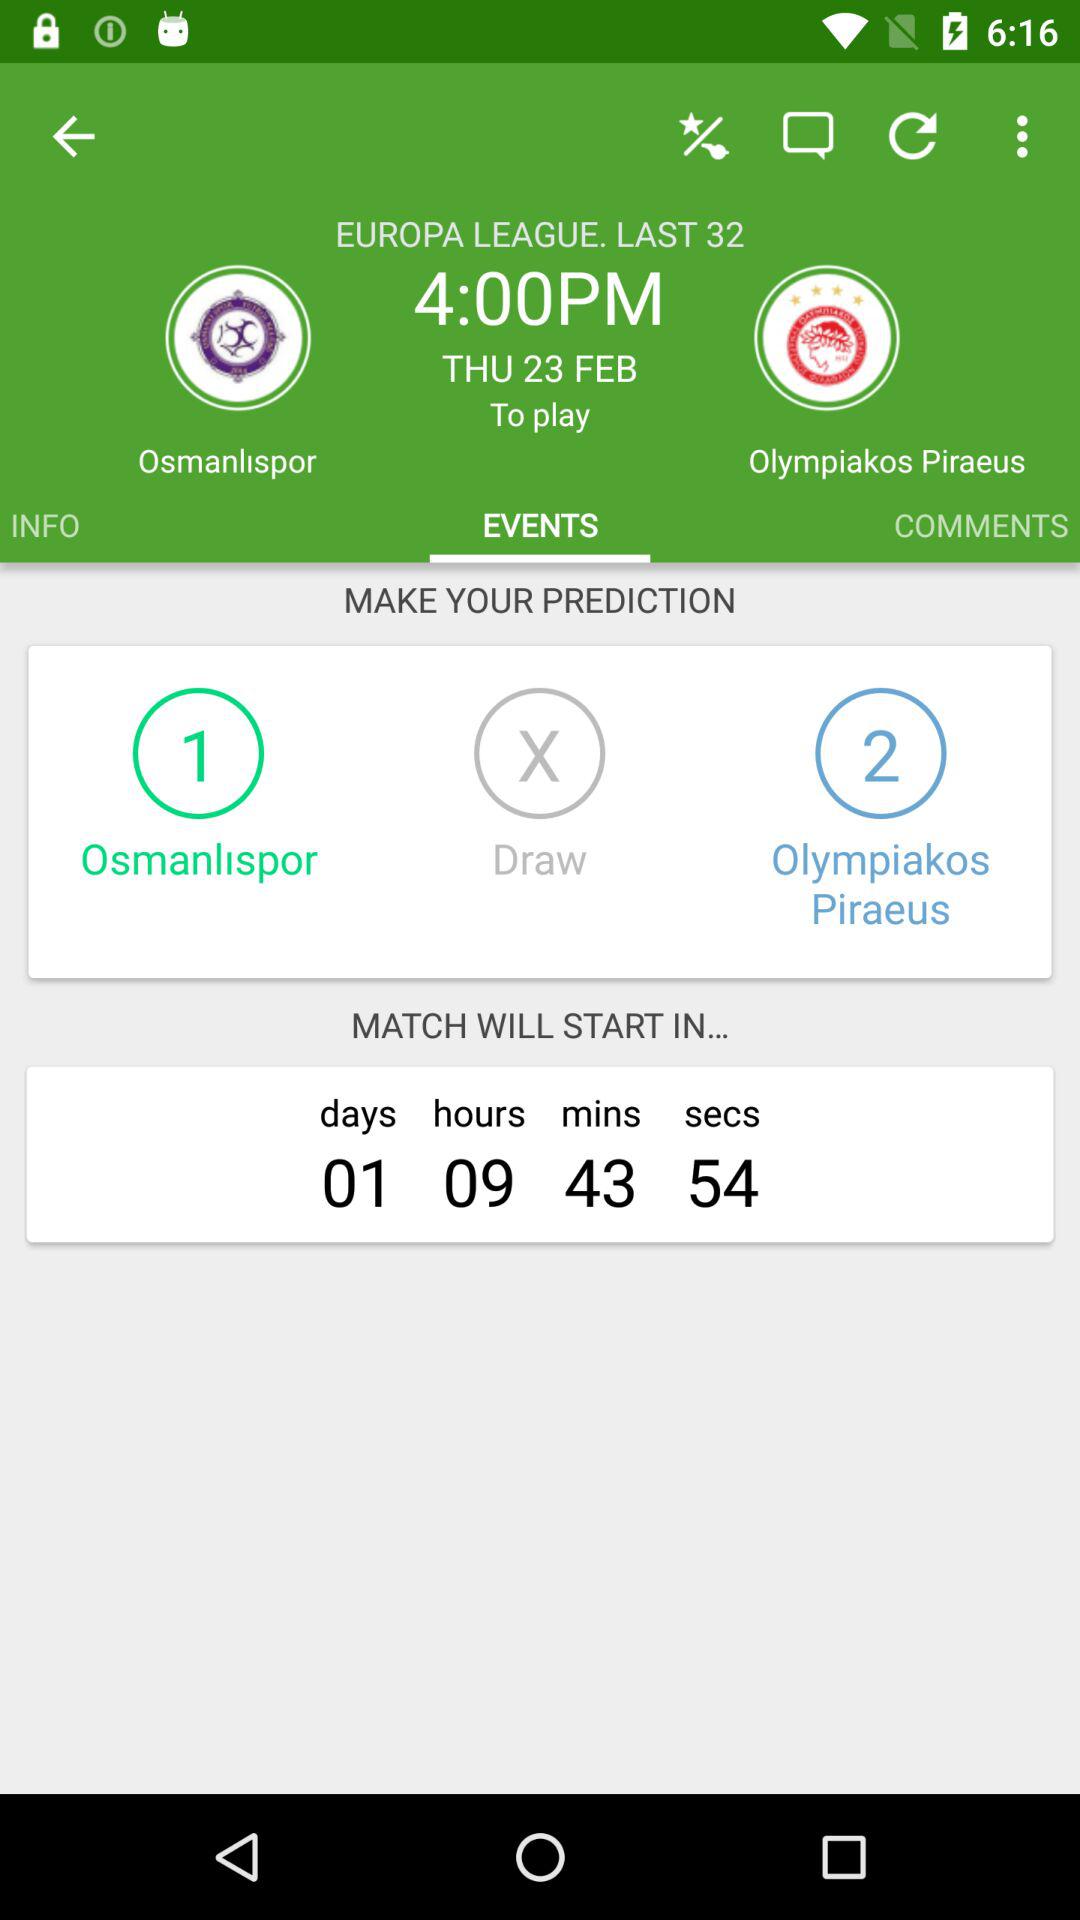 6:16
EUROPA LEAGUE. LAST 32
4:00PM
THU 23 FEB
To play
Osmanlıspor
Olympiakos Piraeus
INFO
EVENTS
COMMENTS
MAKE YOUR PREDICTION
1
X
2
Osmanlıspor
Draw
Olympiakos
Piraeus
MATCH WILL START IN...
days hours mins secs
01 09 43 54